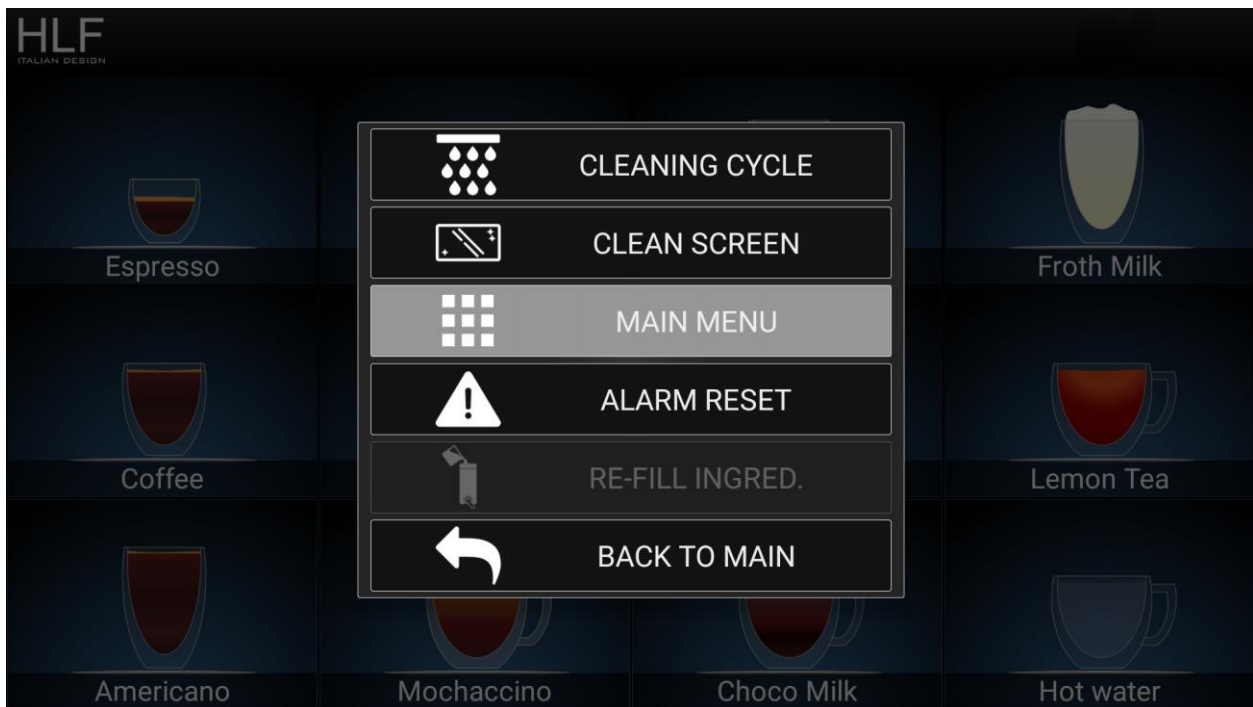 HLF
ITALIAN DESIGN
CLEANING CYCLE
CLEAN SCREEN
Espresso
Froth Milk
MAIN MENU
ALARM RESET
Coffee
RE-FILL INGRED.
Lemon Tea
BACK TO MAIN
Americano
Mochaccino
Choco Milk
Hot water